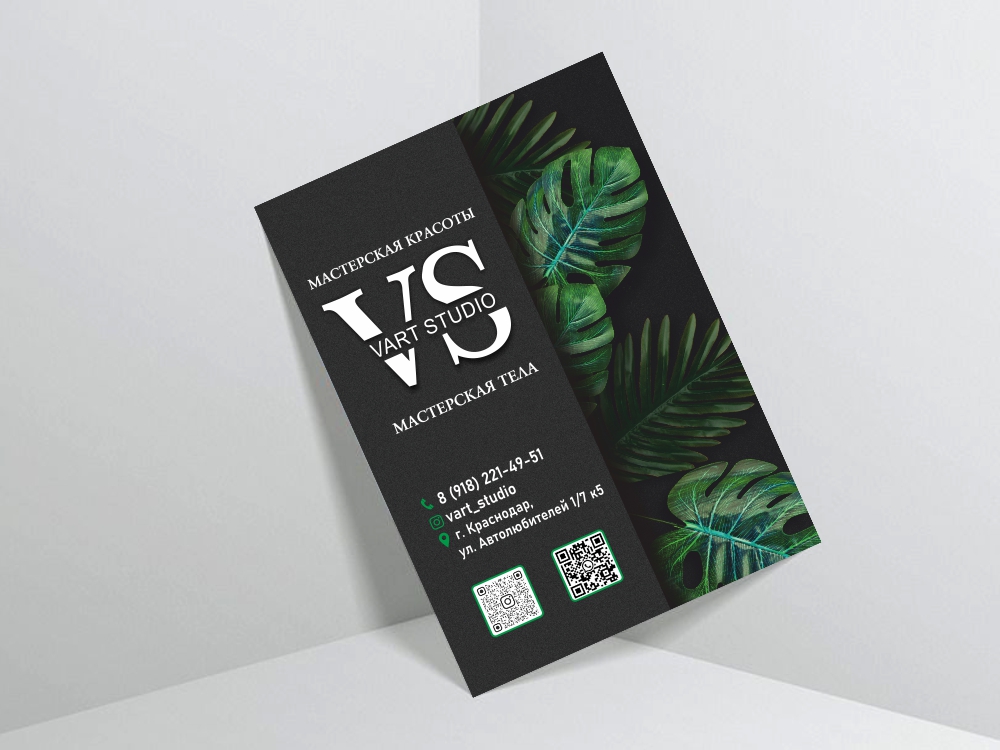 МАСТЕРСКАЯ КРАСОТЫ
VS
VART STUDIO
МАСТЕРСКАЯ ТЕЛА
8 (918) 221-49-51
vart_studio
г. Краснодар,
ул. Автолюбителей 1/7 к5